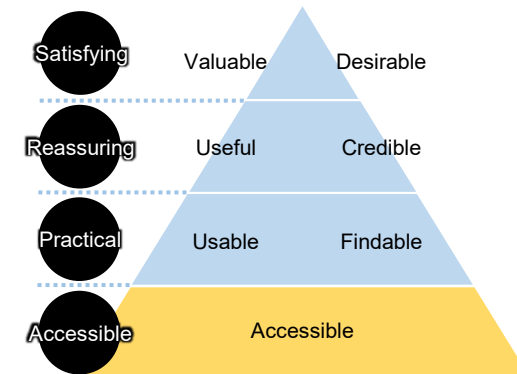 Satisfying
Valuable Desirable
Reassuring
Useful Credible
Practical
Usable Findable
Accessible
Accessible